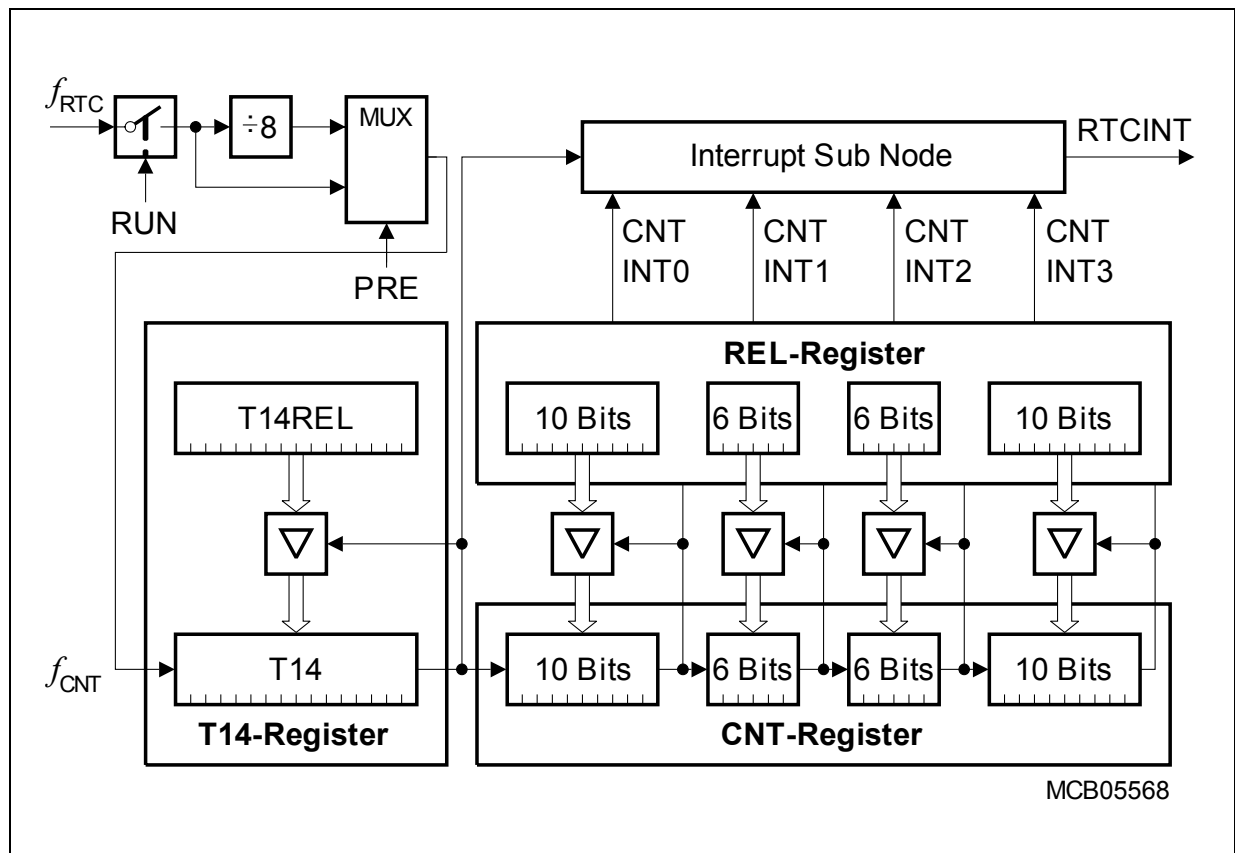 fRTC
÷8
MUX
RUN
PRE
Interrupt Sub Node
RTCINT
CNT
INT0
CNT
INT1
CNT
INT2
CNT
INT3
REL-Register
T14REL
10 Bits
6 Bits
6 Bits
10 Bits
fCNT
T14
10 Bits
6 Bits
6 Bits
10 Bits
T14-Register
CNT-Register
MCB05568